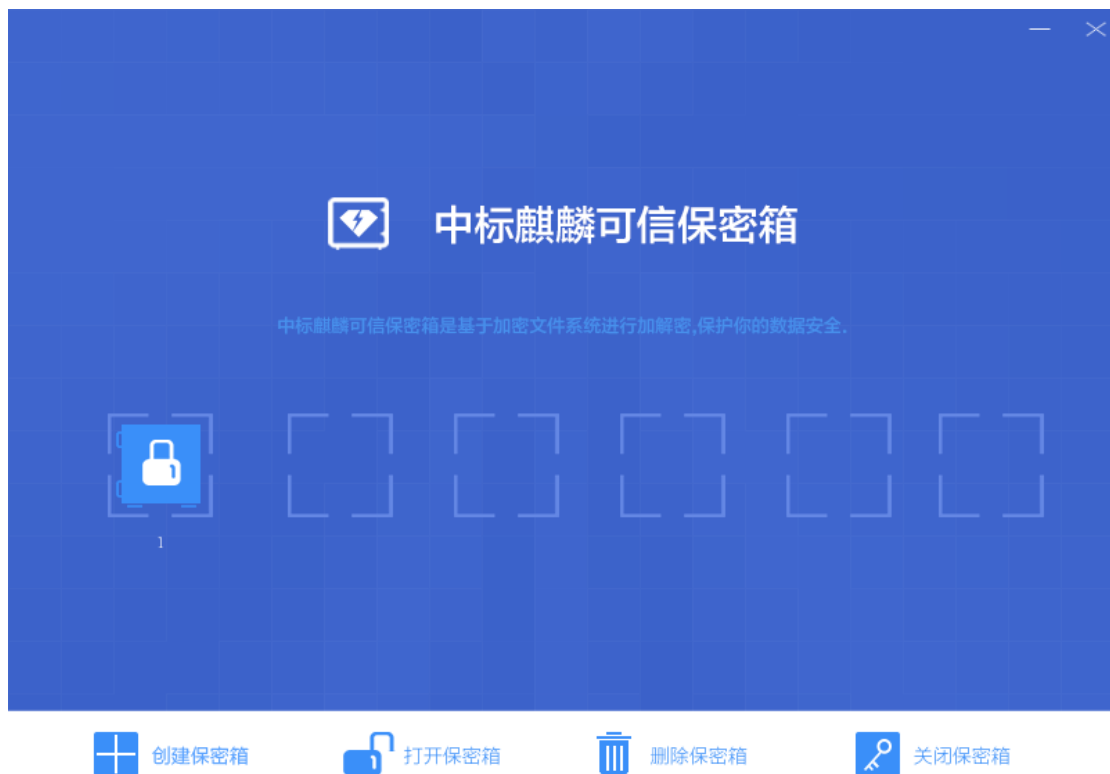 中标麒麟可信保密箱
中标麒麟可信保密箱是基于加密文件系统进行加解密,保护你的数据安全.
1
创建保密箱
打开保密箱
删除保密箱
关闭保密箱